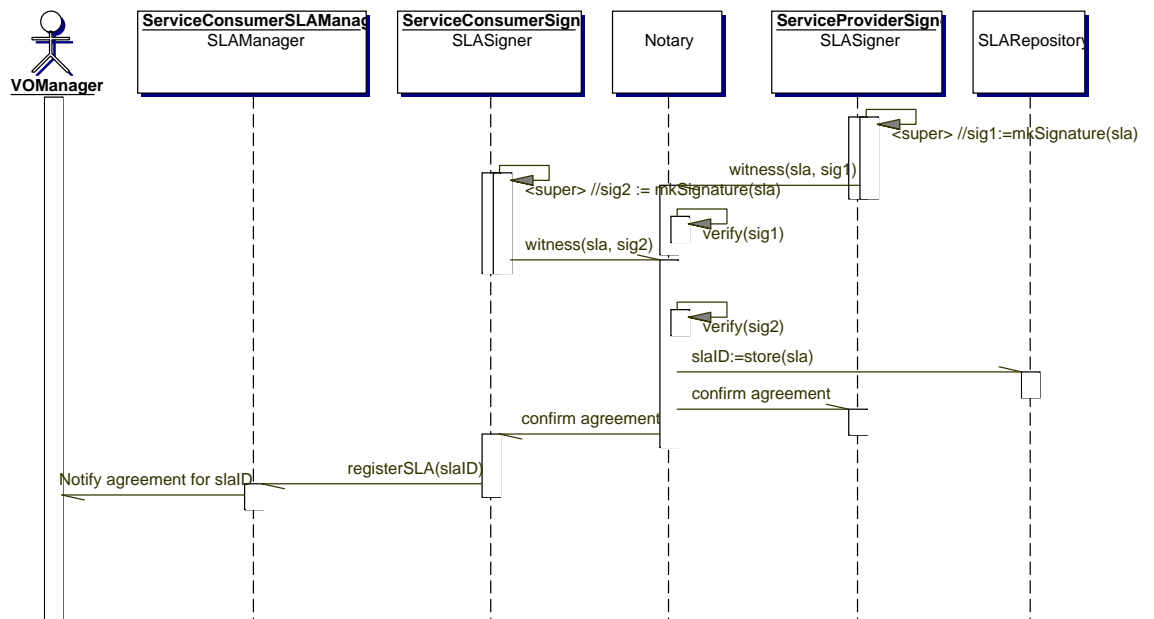 ServiceConsumerSLAManag
SLAManager
ServiceConsumerSign
SLASigner
Notary
ServiceProviderSign
SLASigner
SLARepository
VOManager
<super> //sig1:=mkSignature(sla)
witness(sla, sig1)
<super> //sig2 := mkSignature(sla)
verify(sig1)
witness(sla, sig2)
verify(sig2)
slaID:=store(sla)
confirm agreement
confirm agreement
registerSLA(slaID)
Notify agreement for slaID